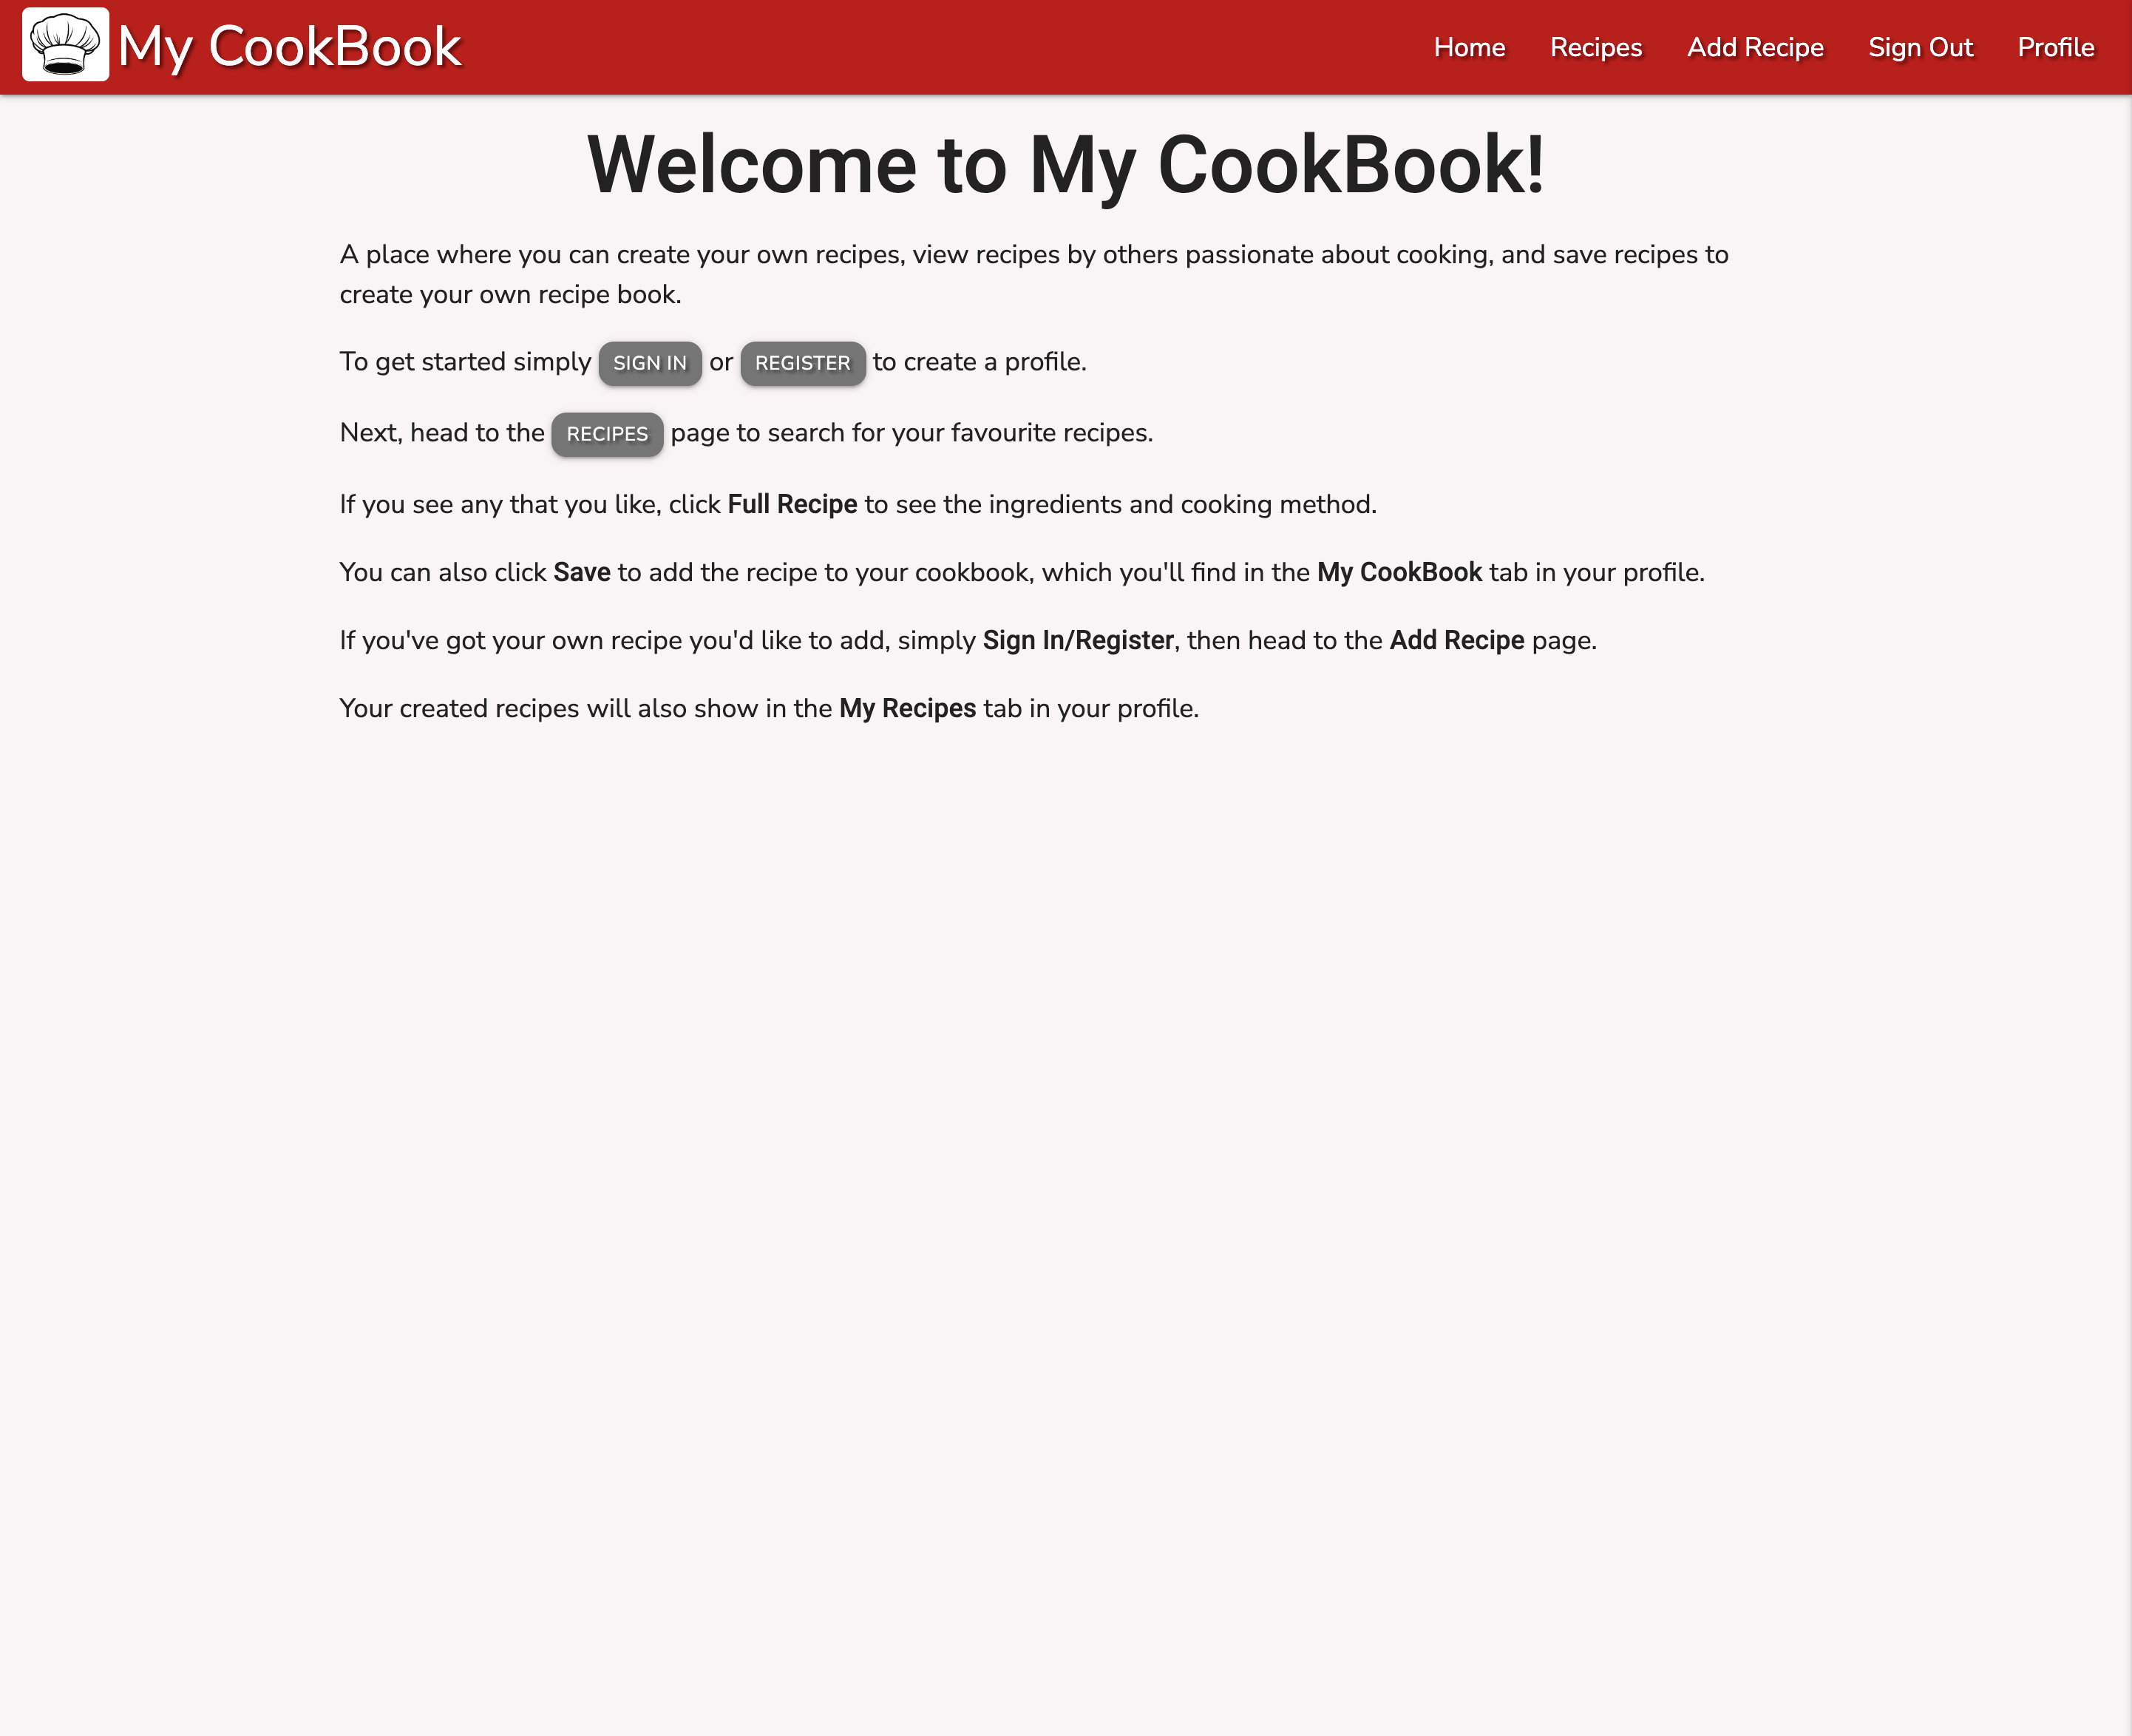 My CookBook
Home Recipes Add Recipe Sign Out Profile
Welcome to My CookBook!
A place where you can create your own recipes, view recipes by others passionate about cooking, and save recipes to
create your own recipe book.
To get started simply SIGN IN or REGISTER to create a profile.
Next, head to the RECIPES page to search for your favourite recipes.
If you see any that you like, click Full Recipe to see the ingredients and cooking method.
You can also click Save to add the recipe to your cookbook, which you'll find in the My CookBook tab in your profile.
If you've got your own recipe you'd like to add, simply Sign In/Register, then head to the Add Recipe page.
Your created recipes will also show in the My Recipes tab in your profile.